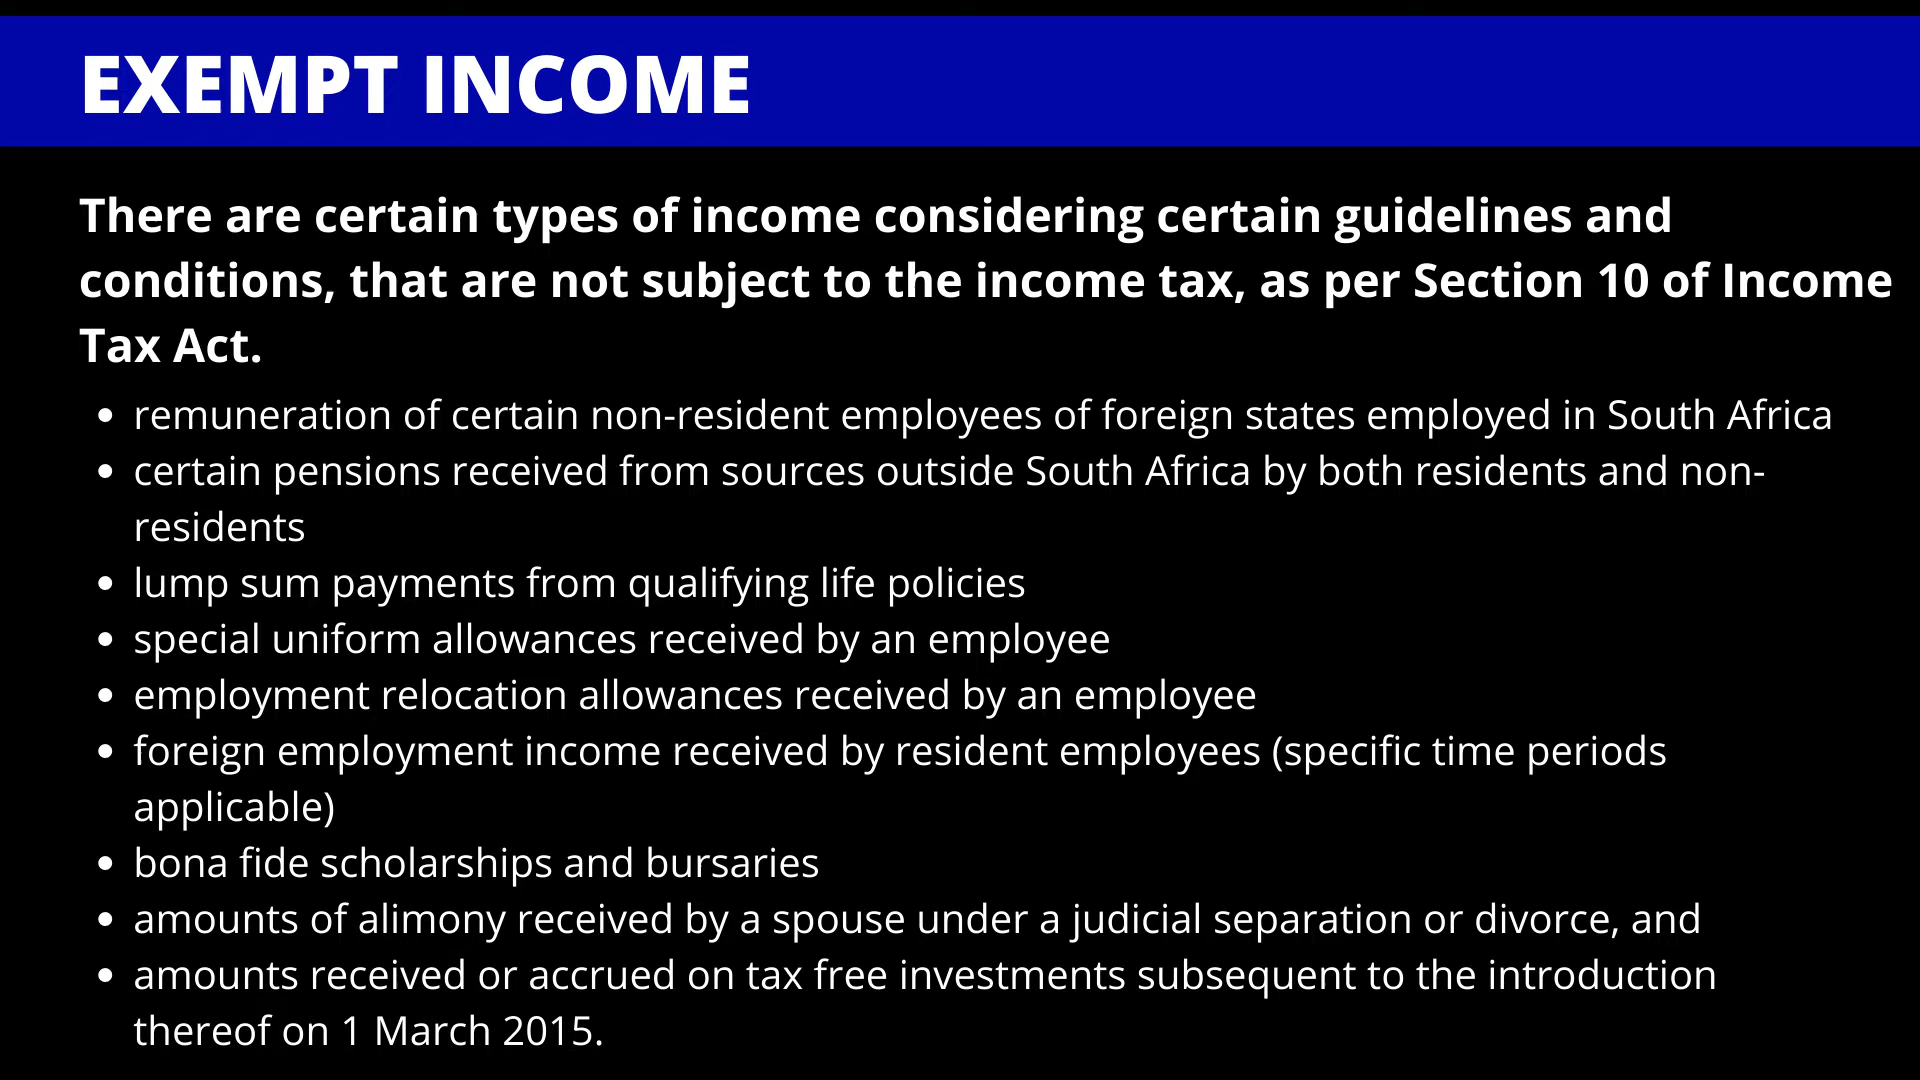 EXEMPT INCOME
There are certain types of income considering certain guidelines and
conditions, that are not subject to the income tax, as per Section 10 of Income
Tax Act.
• remuneration of certain non-resident employees of foreign states employed in South Africa
• certain pensions received from sources outside South Africa by both residents and non-
residents
• lump sum payments from qualifying life policies
• special uniform allowances received by an employee
• employment relocation allowances received by an employee
• foreign employment income received by resident employees (specific time periods
applicable)
• bona fide scholarships and bursaries
• amounts of alimony received by a spouse under a judicial separation or divorce, and
• amounts received or accrued on tax free investments subsequent to the introduction
thereof on 1 March 2015.